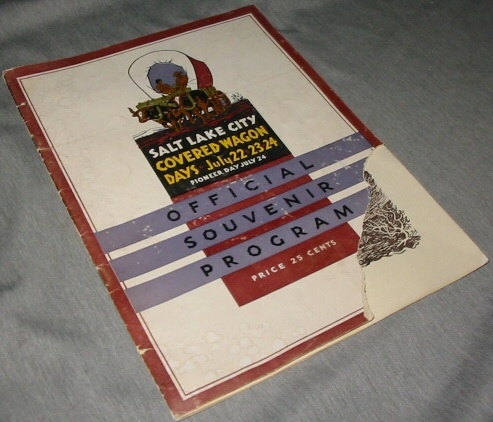 SALT LAKE CITY
COVERED WAGON
DAYS July 22 23 24
PIONEER DAY JULY 24
OFFICIAL
SOUVENIR
PROGRAM
PRICE 25 CENTS